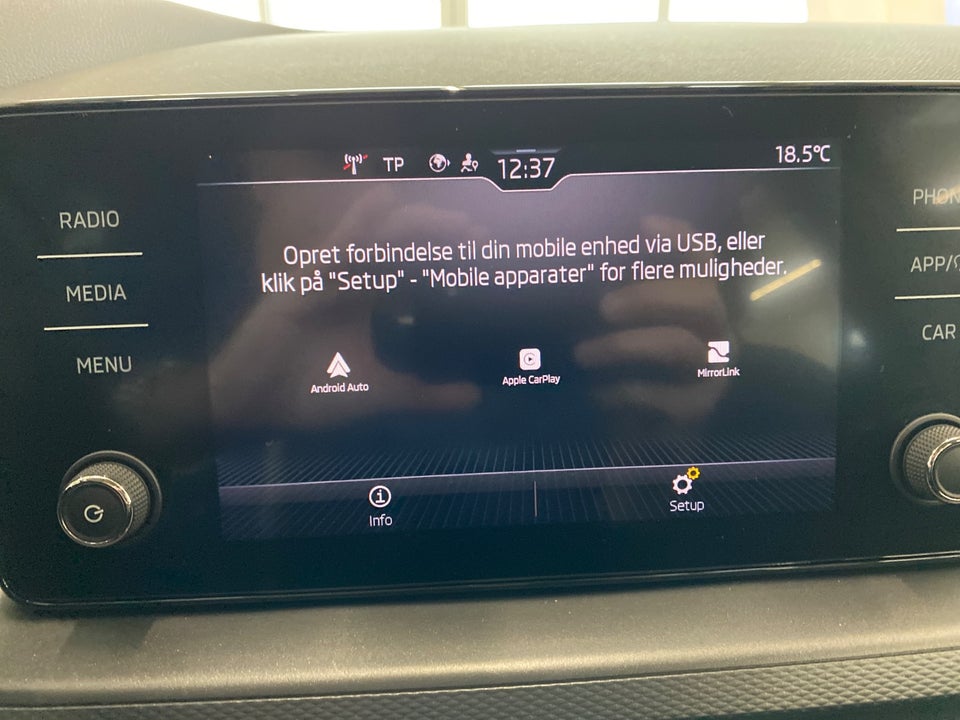 TP
12:37
18.5°C
RADIO
MEDIA
MENU
Opret forbindelse til din mobile enhed via USB, eller
klik på "Setup" - "Mobile apparater" for flere muligheder.
Android Auto
Apple CarPlay
MirrorLink
Info
Setup
PHON
APP/
CAR